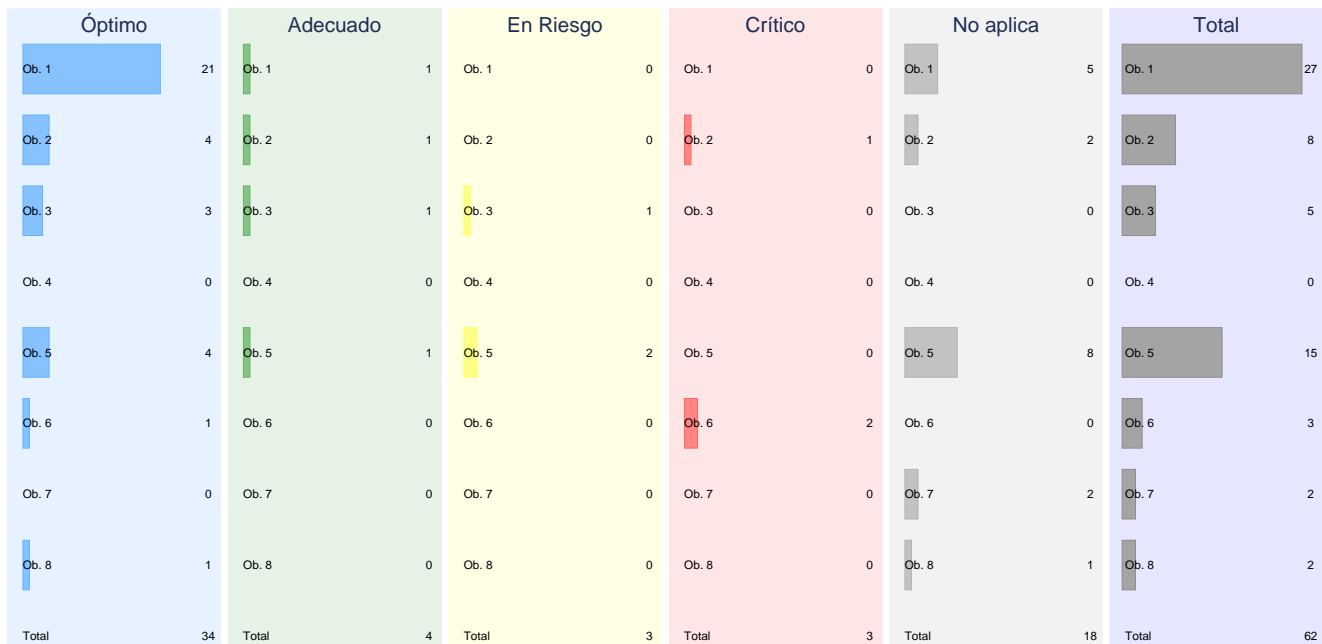 Óptimo Adecuado En Riesgo Crítico No aplica Total
Ob. 1 21 Ob. 1 1 Ob. 1 0 Ob. 1 0 Ob. 1 5 Ob. 1 27
Ob. 2 4 Ob. 2 1 Ob. 2 0 Ob. 2 1 Ob. 2 2 Ob. 2 8
Ob. 3 3 Ob. 3 1 Ob. 3 1 Ob. 3 0 Ob. 3 0 Ob. 3 5
Ob. 4 0 Ob. 4 0 Ob. 4 0 Ob. 4 0 Ob. 4 0 Ob. 4 0
Ob. 5 4 Ob. 5 1 Ob. 5 2 Ob. 5 0 Ob. 5 8 Ob. 5 15
Ob. 6 1 Ob. 6 0 Ob. 6 0 Ob. 6 2 Ob. 6 0 Ob. 6 3
Ob. 7 0 Ob. 7 0 Ob. 7 0 Ob. 7 0 Ob. 7 2 Ob. 7 2
Ob. 8 1 Ob. 8 0 Ob. 8 0 Ob. 8 0 Ob. 8 1 Ob. 8 2
Total 34 Total 4 Total 3 Total 3 Total 18 Total 62